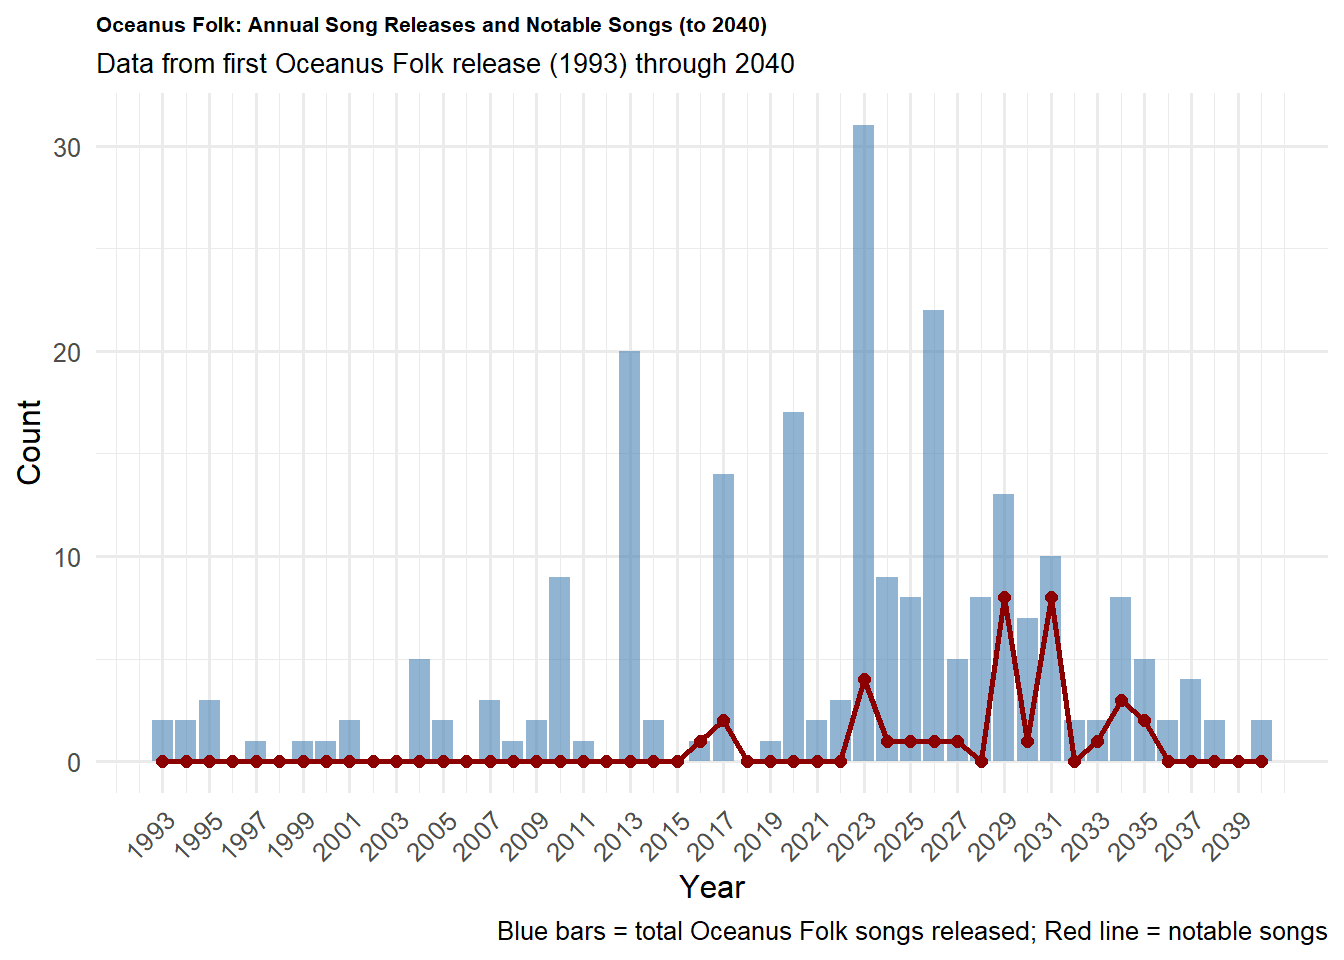 Oceanus Folk: Annual Song Releases and Notable Songs (to 2040)
Data from first Oceanus Folk release (1993) through 2040
30
20
10
0
Count
1993 1995 1997 1999 2001 2003 2005 2007 2009 2011 2013 2015 2017 2019 2021 2023 2025 2027 2029 2031 2033 2035 2037 2039
Year
Blue bars = total Oceanus Folk songs released; Red line = notable songs